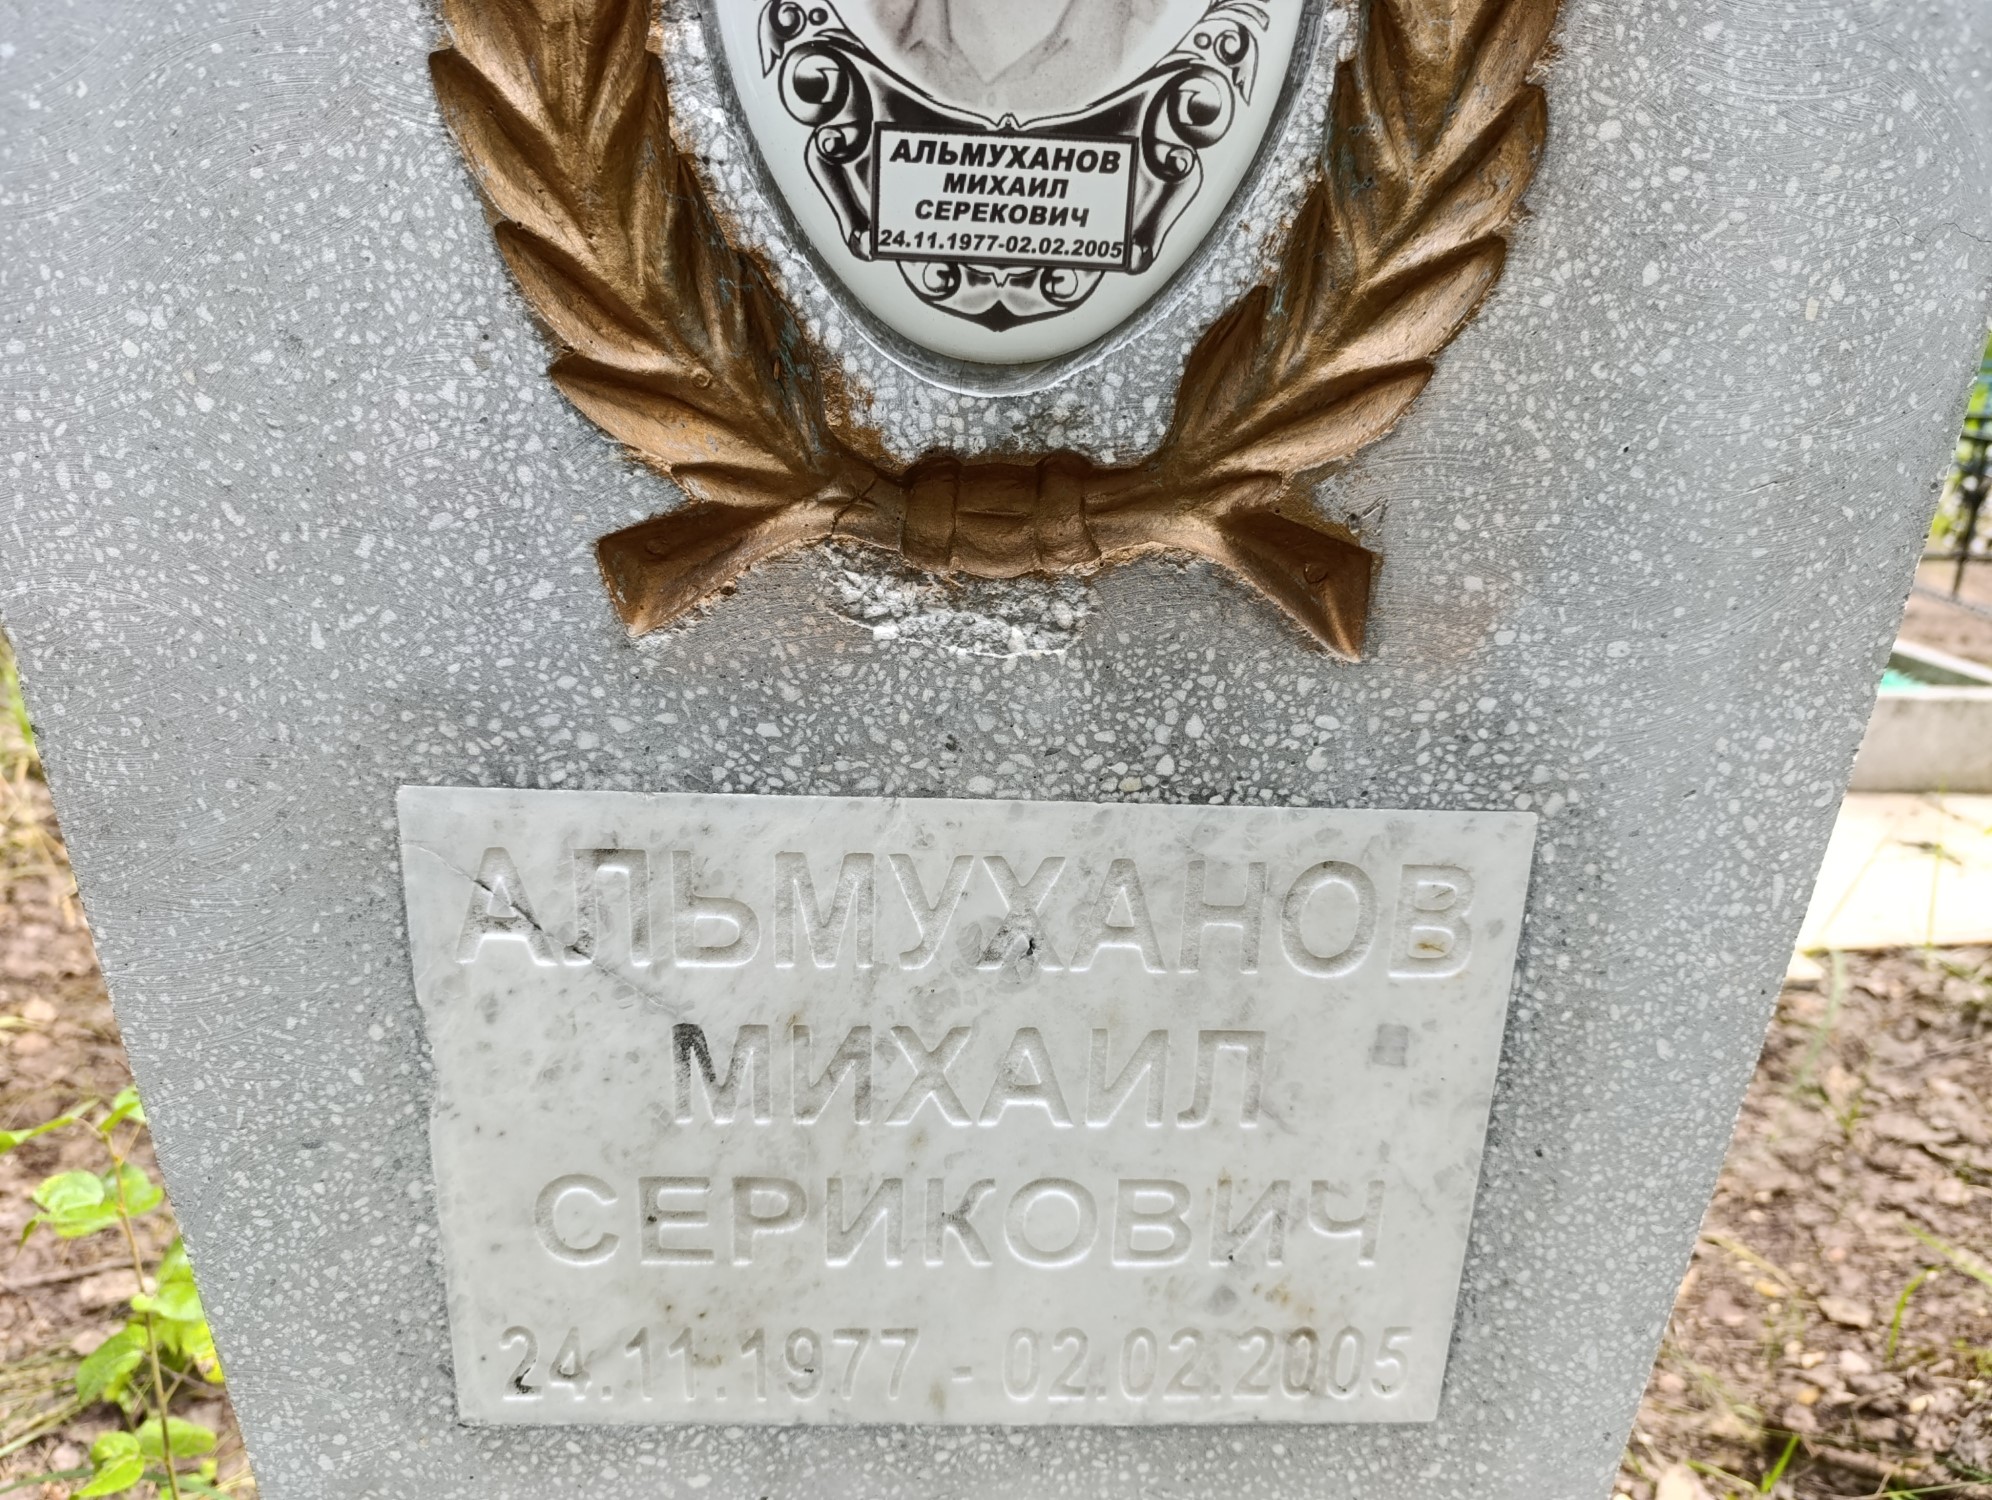 АЛЬМУХАНОВ
МИХАИЛ
СЕРЕКОВИЧ
24.11.1977-02.02.2005
АЛЬМУХАНОВ
МИХАИЛ
СЕРИКОВИЧ
24.11.1977 - 02.02.2005